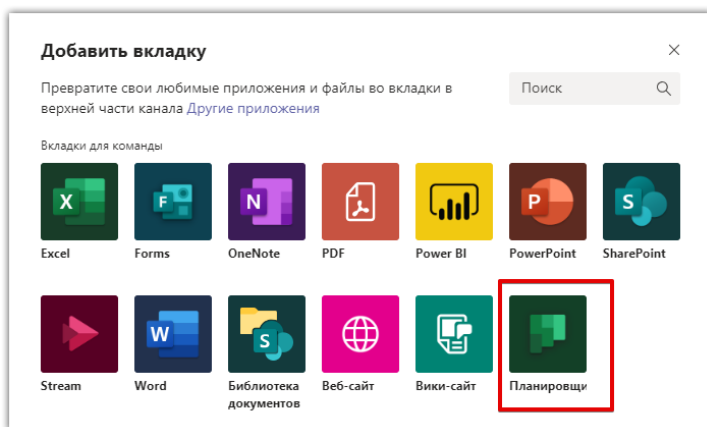 Добавить вкладку
Превратите свои любимые приложения и файлы во вкладки в
верхней части канала Другие приложения
Поиск
Вкладки для команды
X
F
N
P
S
Excel
Forms
OneNote
PDF
Power BI
PowerPoint
SharePoint
W
S
Stream
Word
Библиотека
документов
Веб-сайт
Вики-сайт
Планировщи